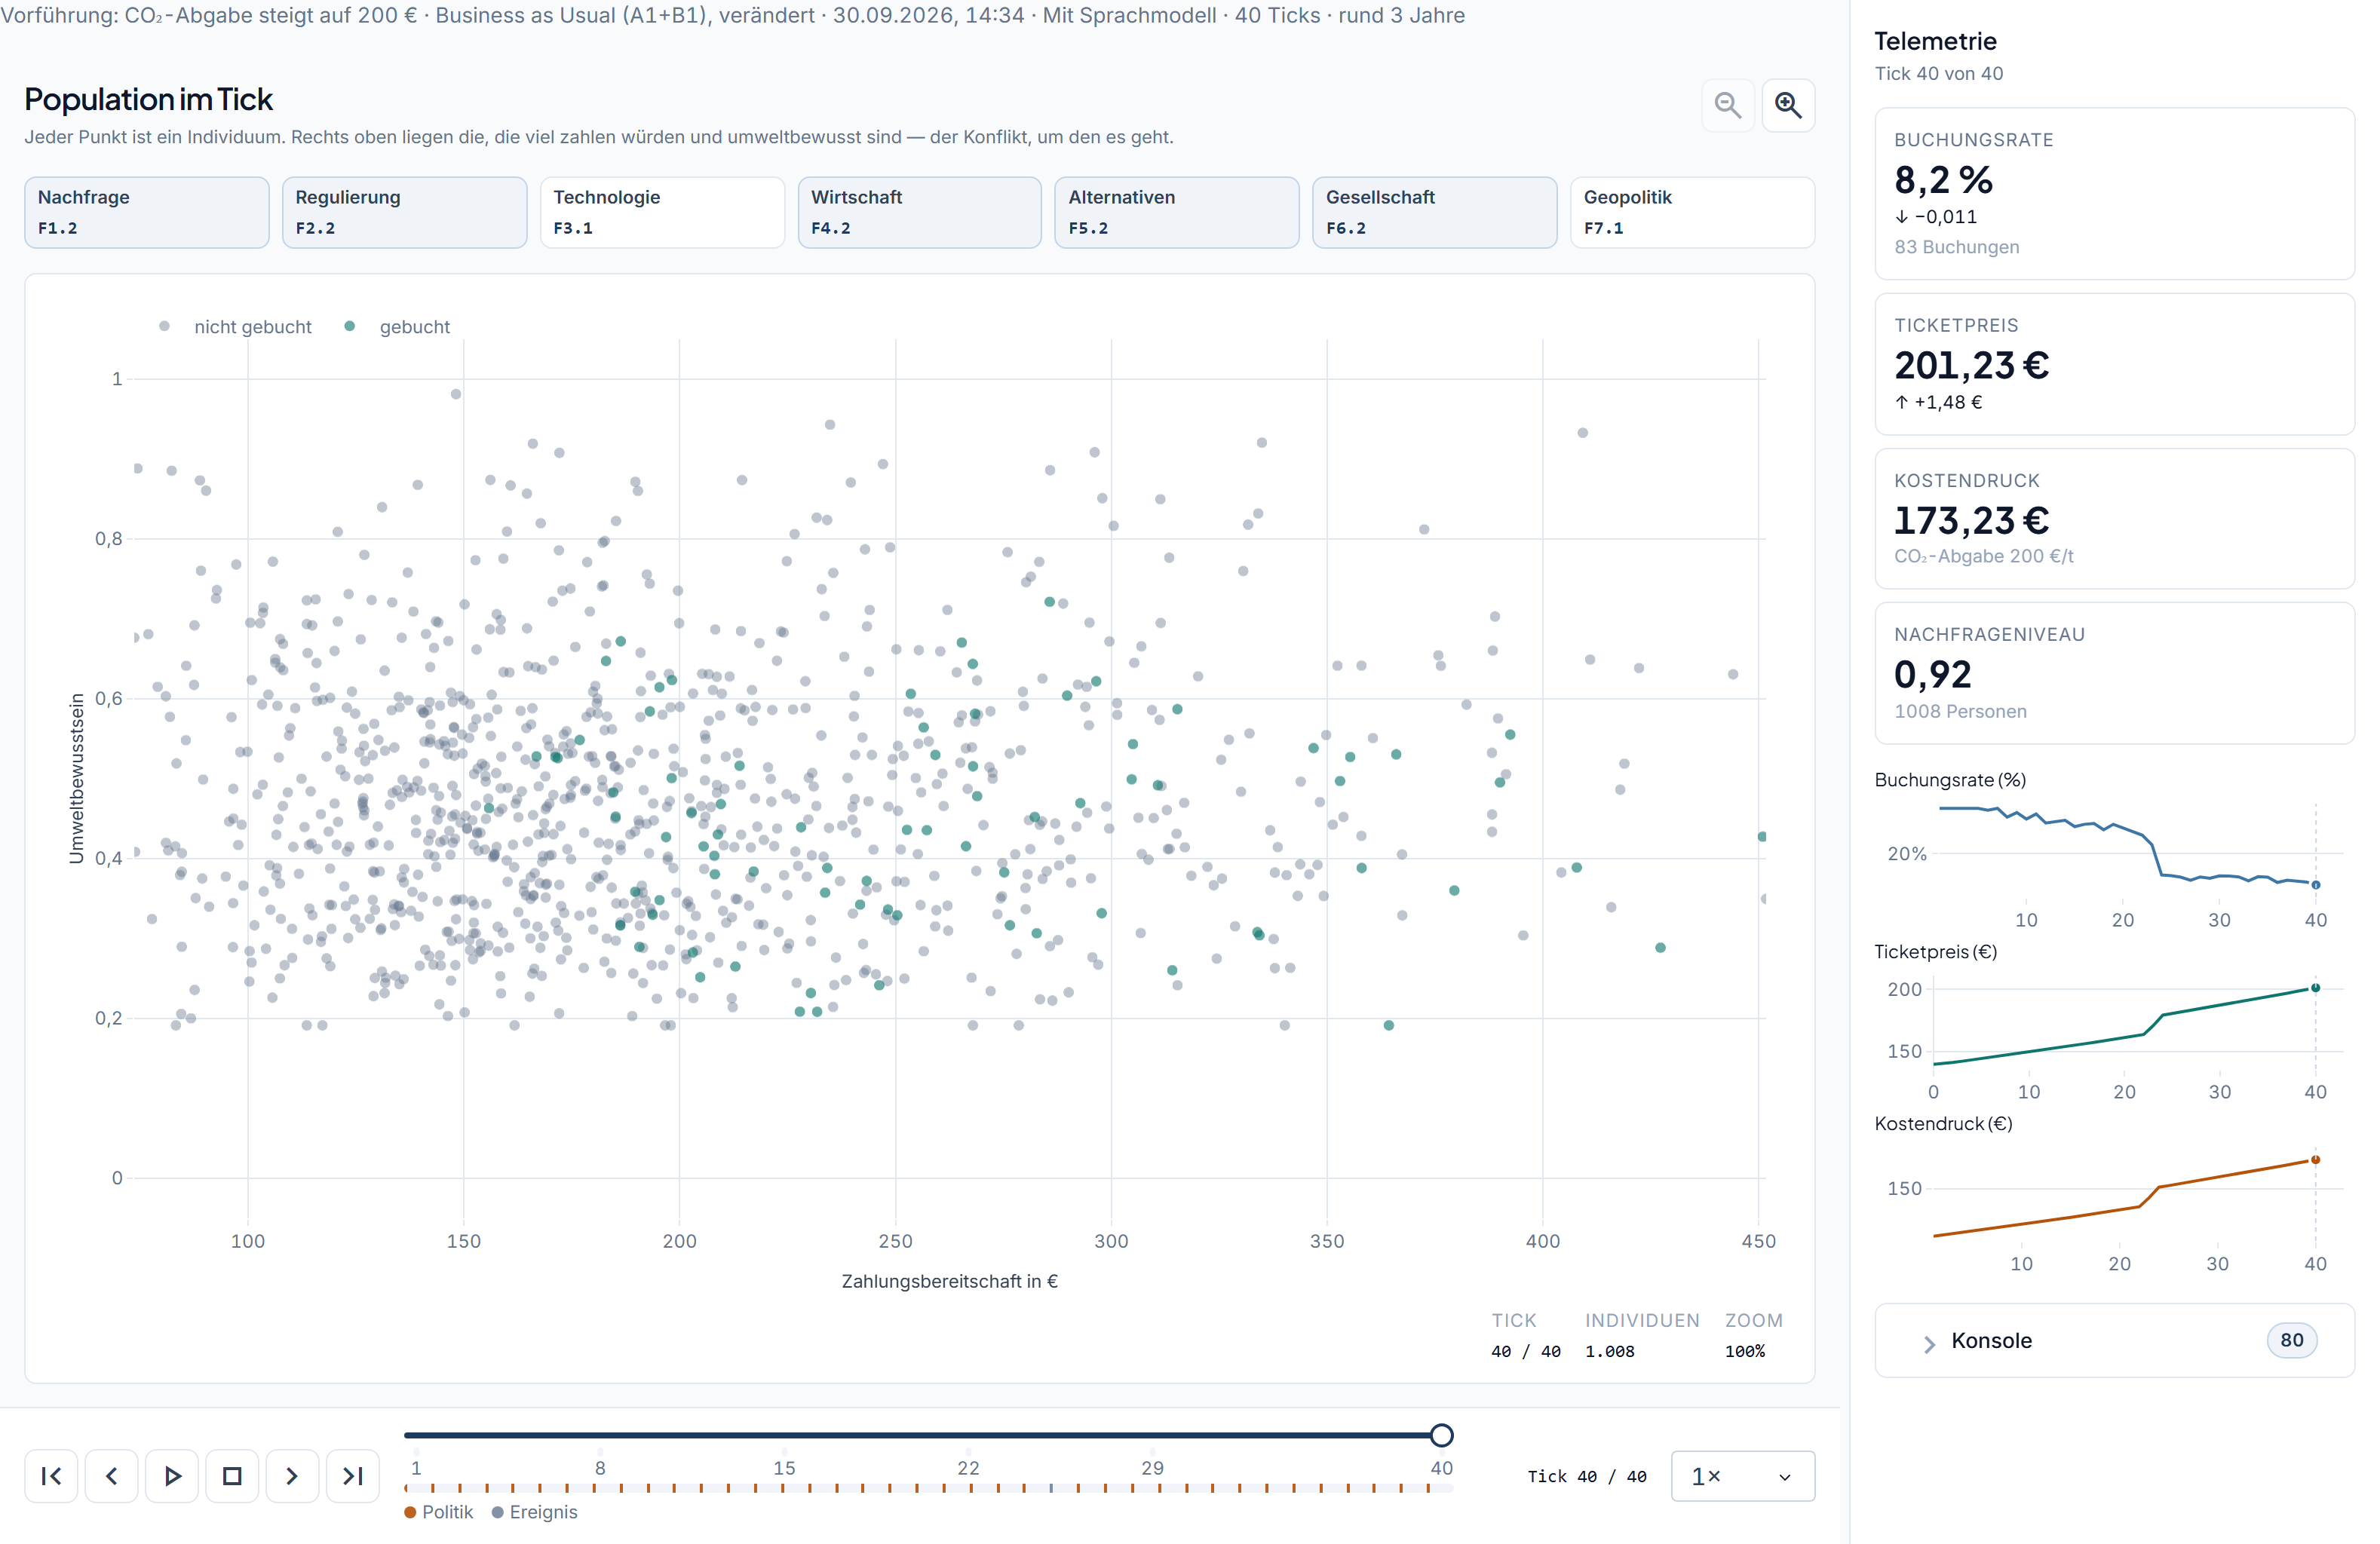 Vorführung: CO₂-Abgabe steigt auf 200 € · Business as Usual (A1+B1), verändert · 30.09.2026, 14:34 · Mit Sprachmodell · 40 Ticks · rund 3 Jahre
Population im Tick
Jeder Punkt ist ein Individuum. Rechts oben liegen die, die viel zahlen würden und umweltbewusst sind — der Konflikt, um den es geht.
Nachfrage
F1.2
Regulierung
F2.2
Technologie
F3.1
Wirtschaft
F4.2
Alternativen
F5.2
Gesellschaft
F6.2
Geopolitik
F7.1
nicht gebucht gebucht
1
0,8
0,6
0,4
0,2
0
Umweltbewusstsein
100 150 200 250 300 350 400 450
Zahlungsbereitschaft in €
TICK INDIVIDUEN ZOOM
40 / 40 1.008 100%
1 8 15 22 29 40
Politik Ereignis
Tick 40 / 40
1×
Telemetrie
Tick 40 von 40
BUCHUNGSRATE
8,2 %
↓ −0,011
83 Buchungen
TICKETPREIS
201,23 €
↑ +1,48 €
KOSTENDRUCK
173,23 €
CO₂-Abgabe 200 €/t
NACHFRAGENIVEAU
0,92
1008 Personen
Buchungsrate (%)
20%
10 20 30 40
Ticketpreis (€)
200
150
0 10 20 30 40
Kostendruck (€)
150
10 20 30 40
Konsole 80